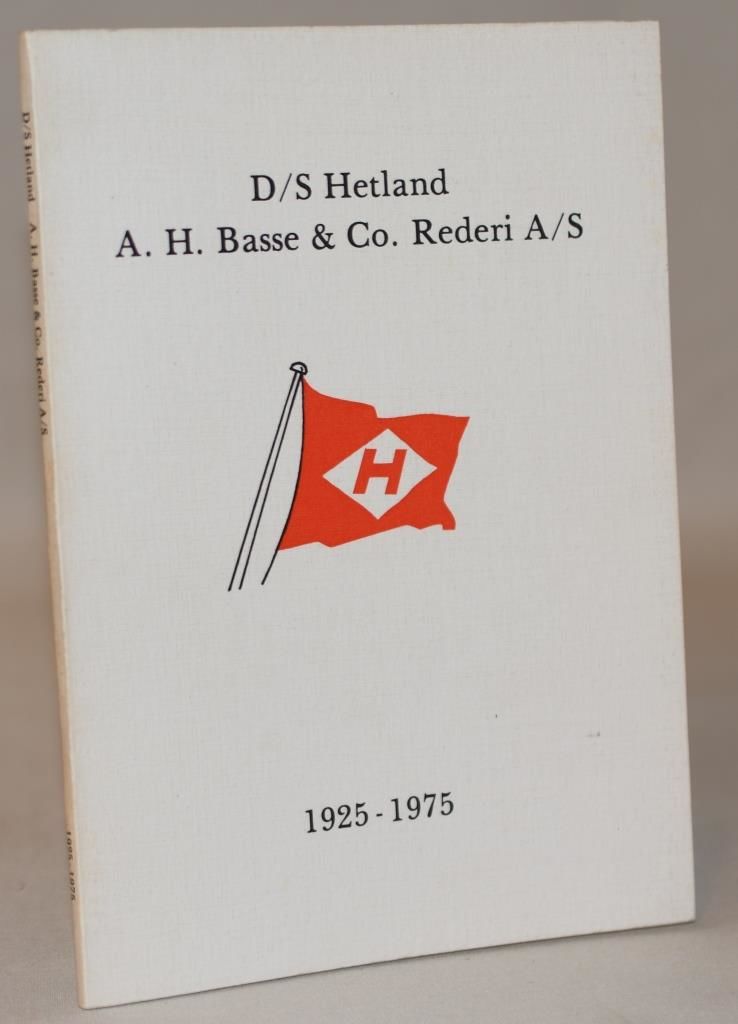 D/S Hetland
A. H. Basse & Co. Rederi A/S
H
1925 - 1975
D/S Hetland A. H. Basse & Co. Rederi A/S
1925-1975